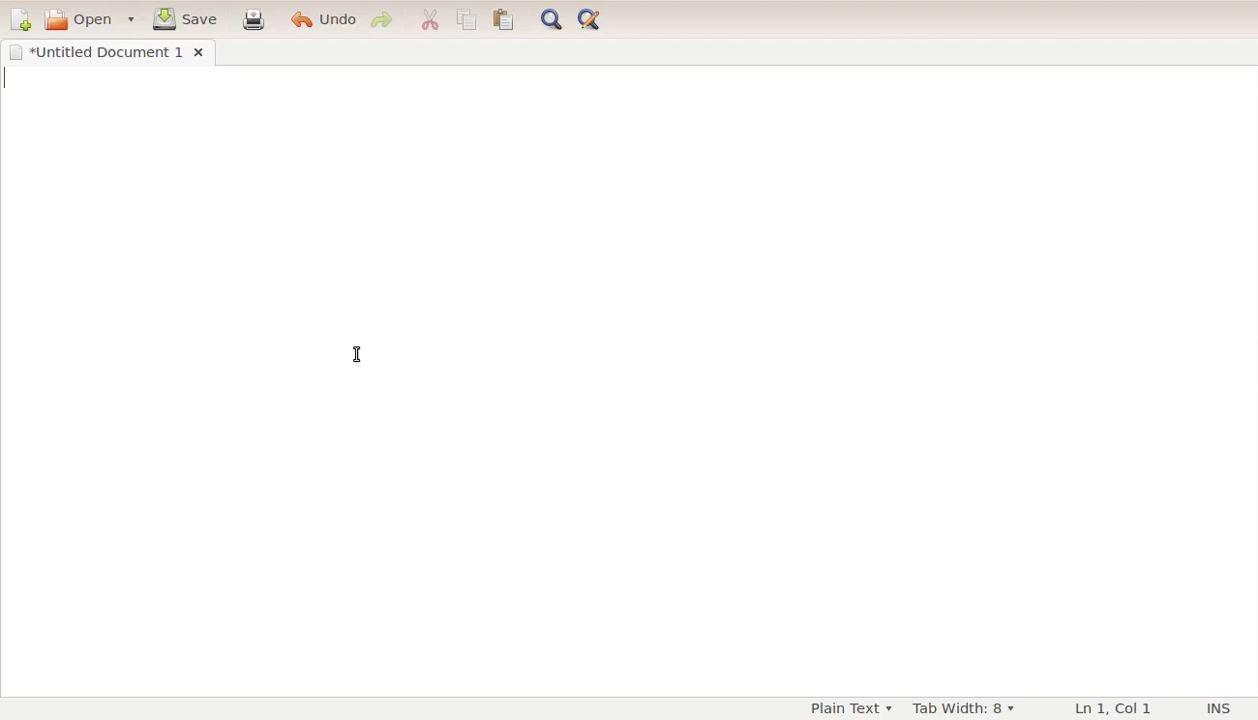 Open Save Undo
*Untitled Document 1
Plain Text Tab Width: 8 Ln 1, Col 1 INS